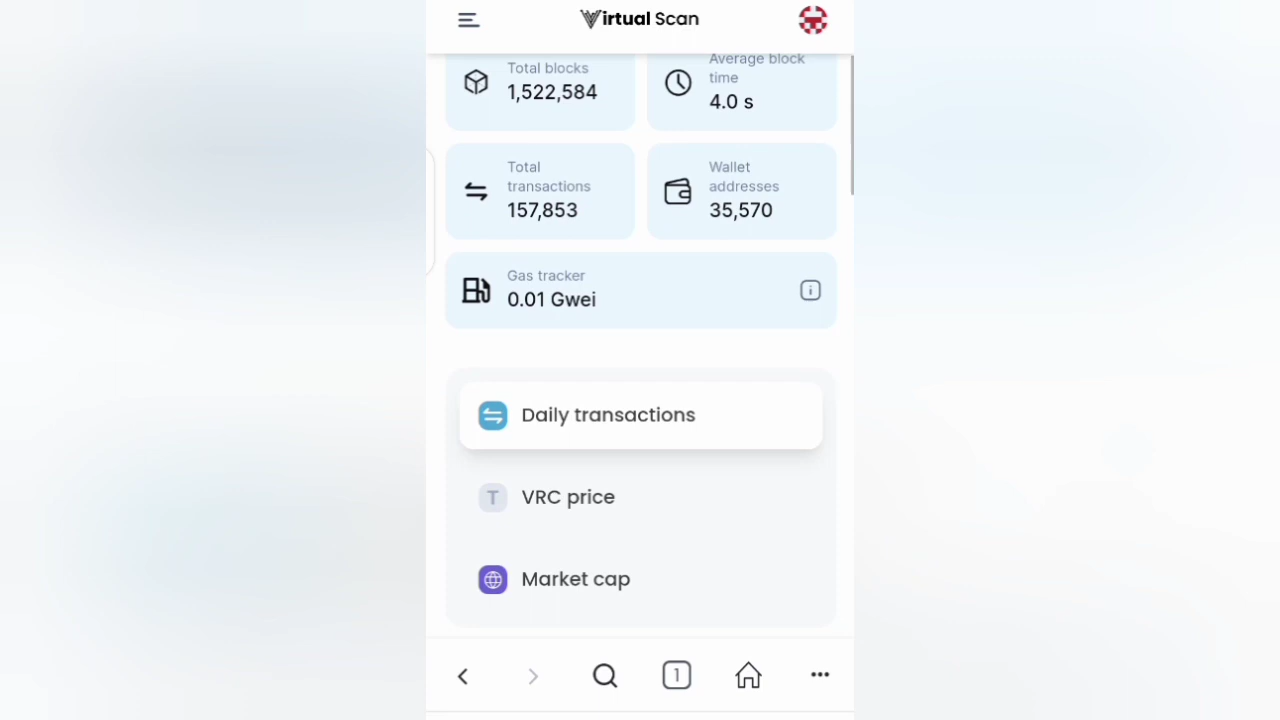 Virtual Scan
Total blocks
1,522,584
Average block
time
4.0 s
Total
transactions
157,853
Wallet
addresses
35,570
Gas tracker
0.01 Gwei
i
Daily transactions
T VRC price
Market cap
1